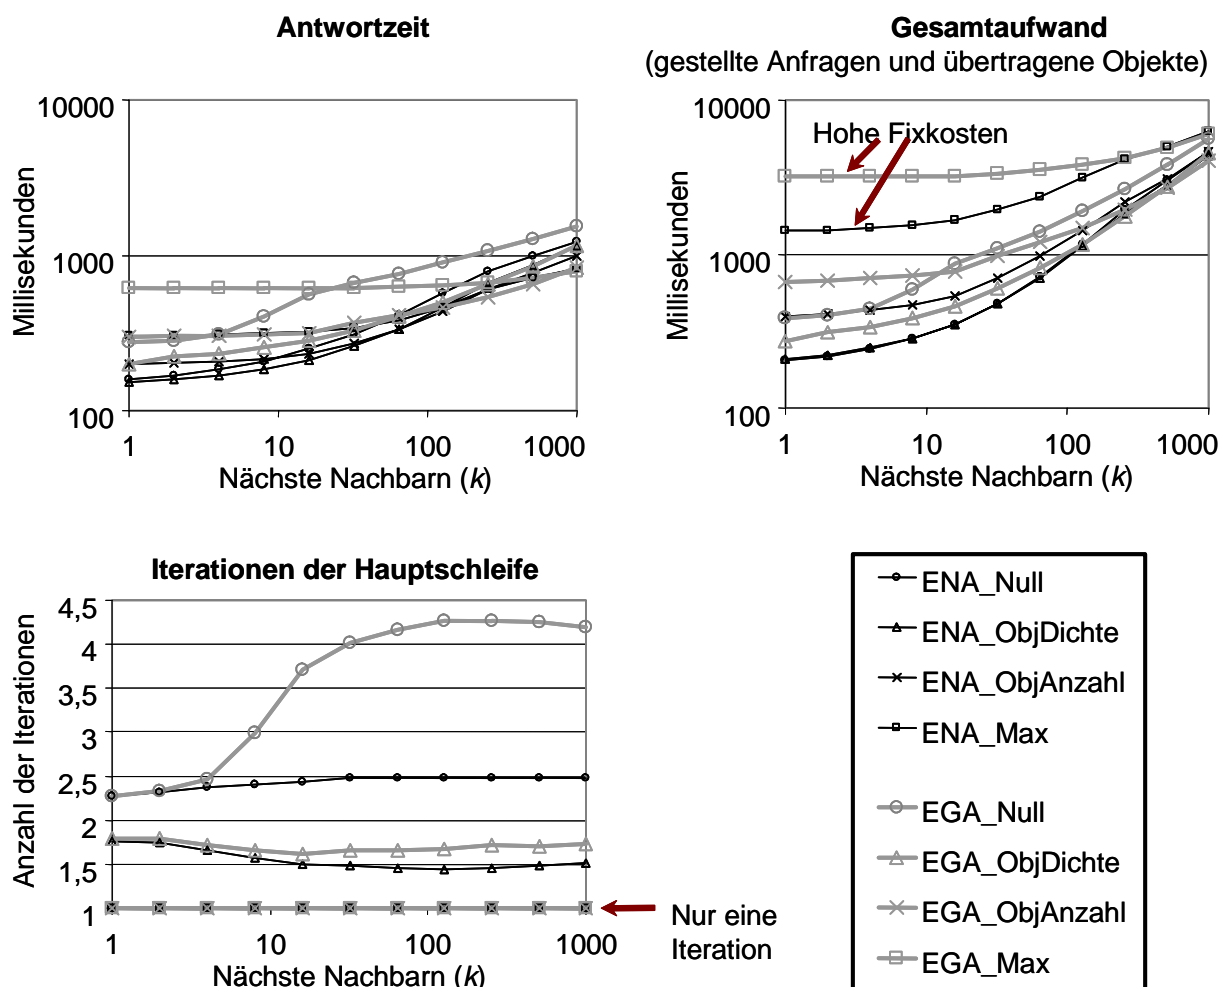 Antwortzeit
10000
1000
100
Millisekunden
1 10 100 1000
Nächste Nachbarn (k)
Gesamtaufwand
(gestellte Anfragen und übertragene Objekte)
10000
1000
100
Millisekunden
Hohe Fixkosten
1 10 100 1000
Nächste Nachbarn (k)
Iterationen der Hauptschleife
4,5
4
3,5
3
2,5
2
1,5
1
Anzahl der Iterationen
1 10 100 1000
Nächste Nachbarn (k)
Nur eine
Iteration
ENA_Null
ENA_ObjDichte
ENA_ObjAnzahl
ENA_Max
EGA_Null
EGA_ObjDichte
EGA_ObjAnzahl
EGA_Max